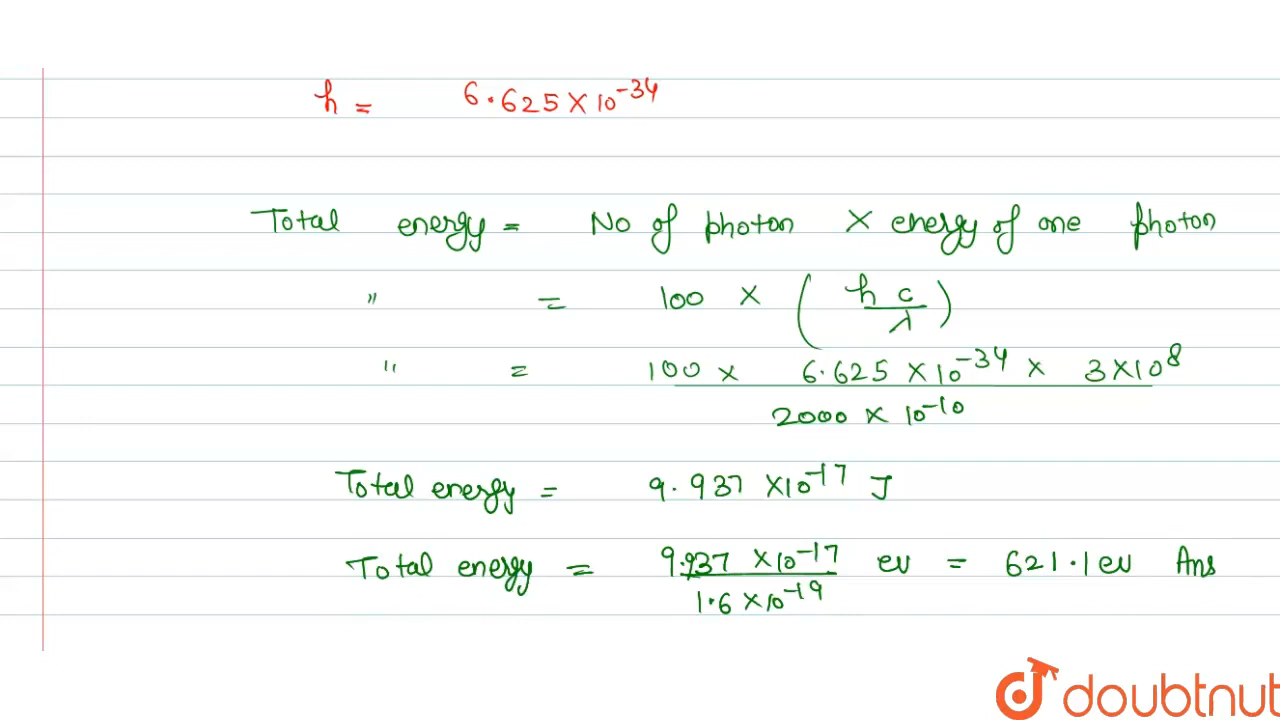 h = 6.625 × 10⁻³⁴
Total energy = No of photon × energy of one photon
" = 100 × (hc/λ)
" = 100 × 6.625 × 10⁻³⁴ × 3 × 10⁸
2000 × 10⁻¹⁰
Total energy = 9.937 × 10⁻¹⁷ J
Total energy = 9.937 × 10⁻¹⁷ ev = 621.1 ev Ans
1.6 × 10⁻¹⁹
doubtnut